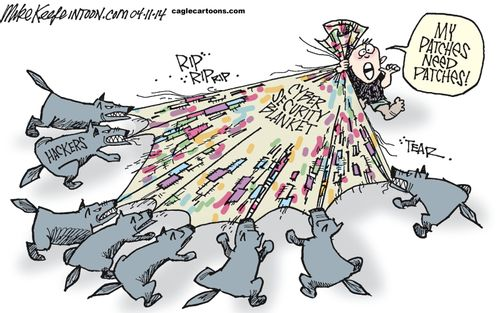 MIKE KEEFE INTOON.COM 04-11-14 caglecartoons.com
RIP
RIP RIP
MY
PATCHES
NEED
PATCHES!
CYBER
SECURITY
BLANKET
HACKERS
TEAR